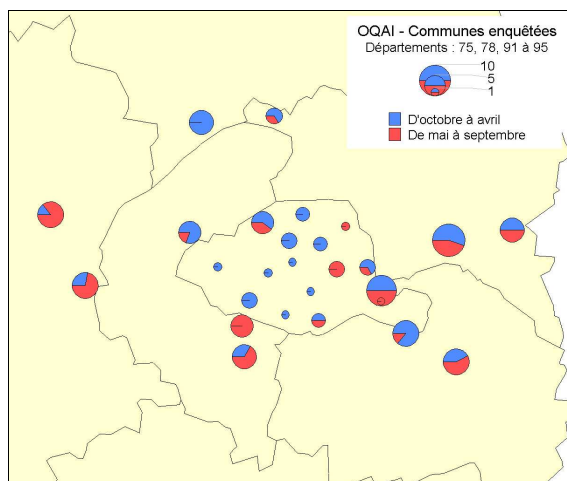 OQAI - Communes enquêtées
Départements : 75, 78, 91 à 95
10
5
1
D'octobre à avril
De mai à septembre